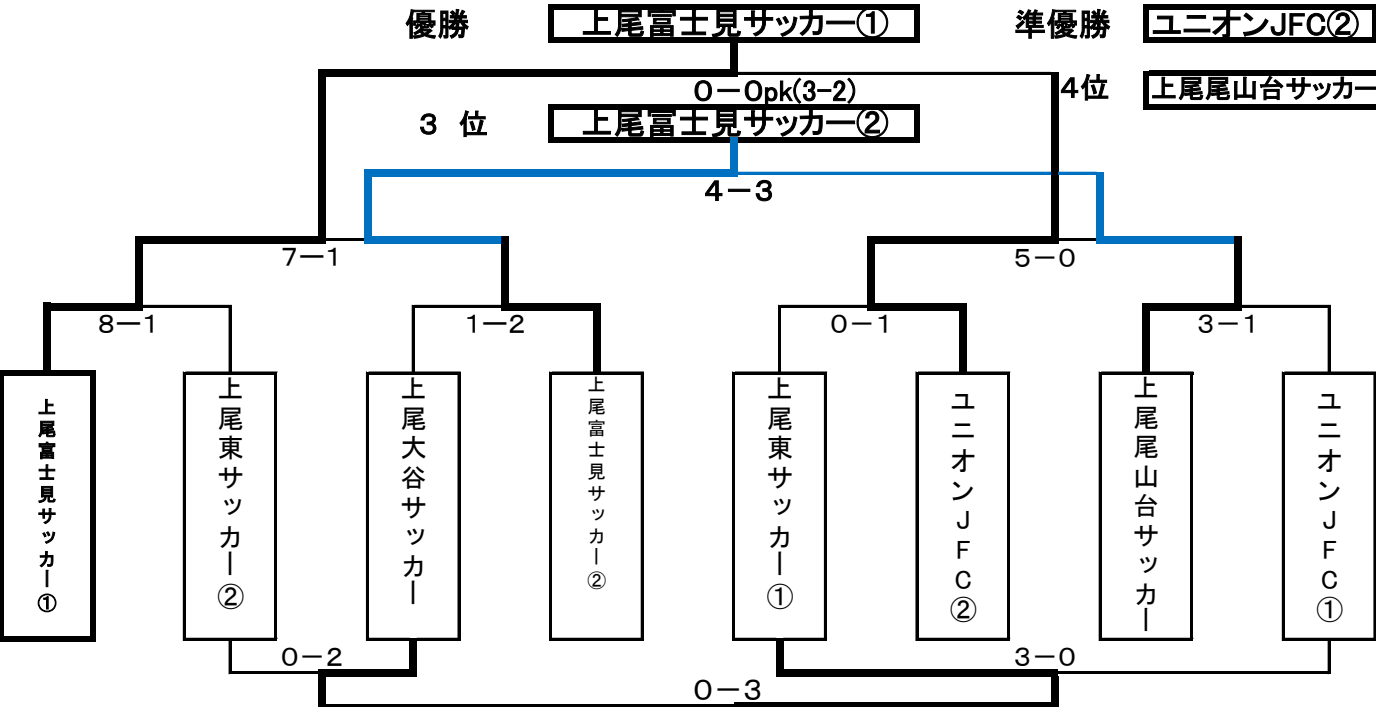 優勝 上尾富士見サッカー① 準優勝 ユニオンJFC②
0－0pk(3-2) 4位 上尾尾山台サッカー
3 位 上尾富士見サッカー②
4－3
7－1 5－0
8－1 1－2 0－1 3－1
上尾富士見サッカー①
上尾東サッカー②
上尾大谷サッカー
上尾富士見サッカー②
上尾東サッカー①
ユニオンJFC②
上尾尾山台サッカー
ユニオンJFC①
0－2 3－0
0－3